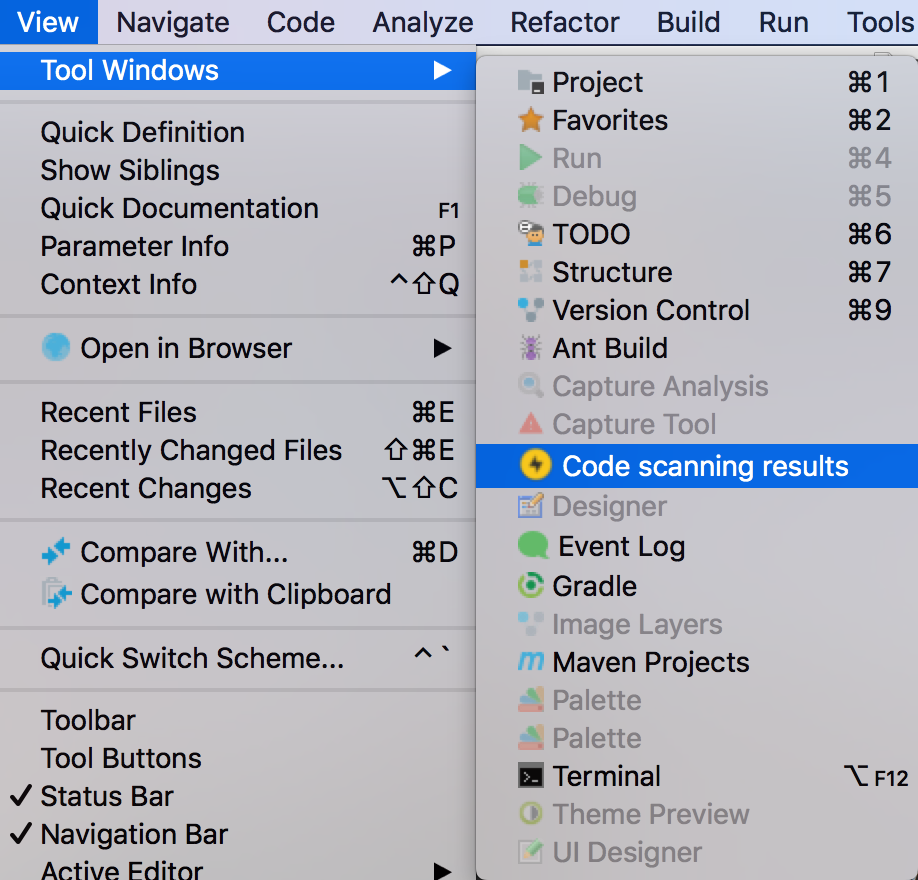 View Navigate Code Analyze Refactor Build Run Tools
Tool Windows
Quick Definition
Show Siblings
Quick Documentation F1
Parameter Info ⌘P
Context Info ^⇧Q
Open in Browser
Recent Files ⌘E
Recently Changed Files ⇧⌘E
Recent Changes ⌥⇧C
Compare With... ⌘D
Compare with Clipboard
Quick Switch Scheme... ^`
Toolbar
Tool Buttons
✓ Status Bar
✓ Navigation Bar
Active Editor
Project ⌘1
Favorites ⌘2
Run ⌘4
Debug ⌘5
TODO ⌘6
Structure ⌘7
Version Control ⌘9
Ant Build
Capture Analysis
Capture Tool
Code scanning results
Designer
Event Log
Gradle
Image Layers
Maven Projects
Palette
Palette
Terminal ⌥F12
Theme Preview
UI Designer